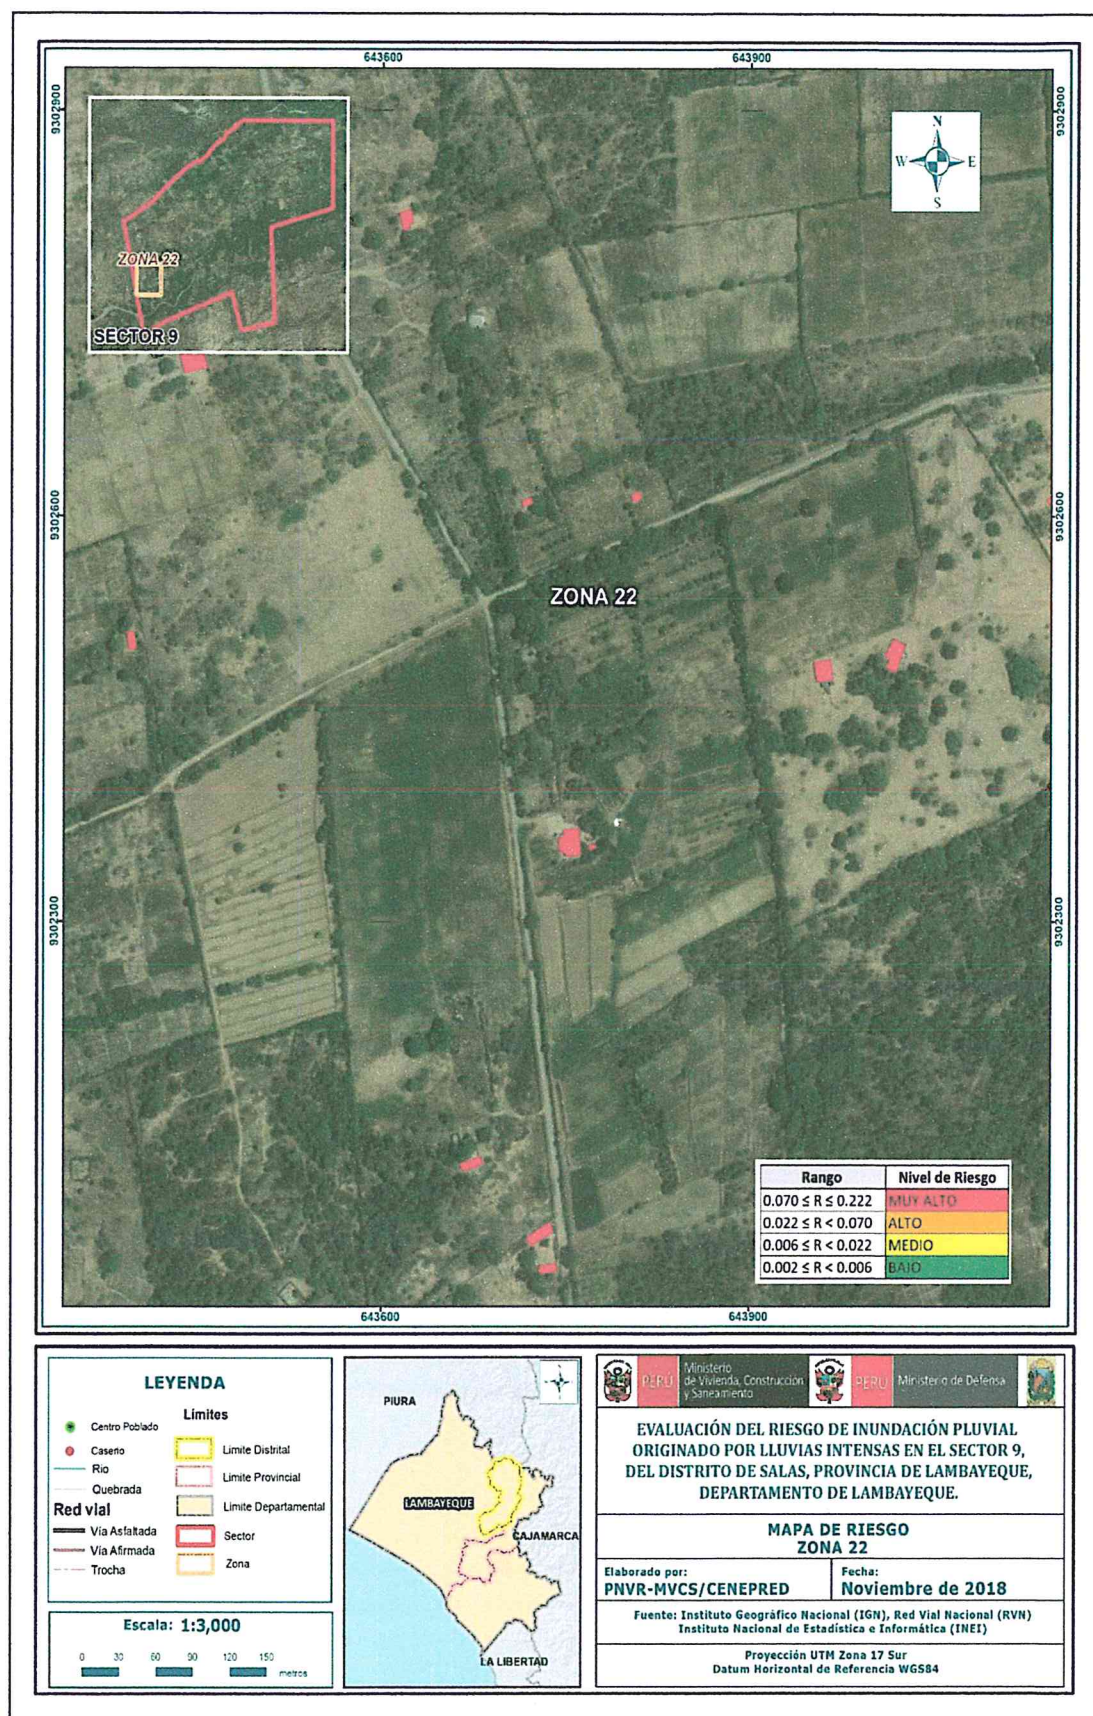 643600
643900
9302900
9302900
N
W
E
S
ZONA 22
SECTOR 9
9302600
9302600
ZONA 22
9302300
9302300
Rango
Nivel de Riesgo
0.070 ≤ R ≤ 0.222
MUY ALTO
0.022 ≤ R < 0.070
ALTO
0.006 ≤ R < 0.022
MEDIO
0.002 ≤ R < 0.006
BAJO
643600
643900
LEYENDA
Centro Poblado
Caserio
Rio
Quebrada
Red vial
Vía Asfaltada
Vía Afirmada
Trocha
Límites
Limite Distrital
Limite Provincial
Limite Departamental
Sector
Zona
Escala: 1:3,000
0 30 60 90 120 150
metros
PIURA
LAMBAYEQUE
CAJAMARCA
LA LIBERTAD
PERÚ
Ministerio
de Vivienda, Construcción
y Saneamiento
PERÚ
Ministerio de Defensa
EVALUACIÓN DEL RIESGO DE INUNDACIÓN PLUVIAL
ORIGINADO POR LLUVIAS INTENSAS EN EL SECTOR 9,
DEL DISTRITO DE SALAS, PROVINCIA DE LAMBAYEQUE,
DEPARTAMENTO DE LAMBAYEQUE.
MAPA DE RIESGO
ZONA 22
Elaborado por:
PNVR-MVCS/CENEPRED
Fecha:
Noviembre de 2018
Fuente: Instituto Geográfico Nacional (IGN), Red Vial Nacional (RVN)
Instituto Nacional de Estadística e Informática (INEI)
Proyección UTM Zona 17 Sur
Datum Horizontal de Referencia WGS84